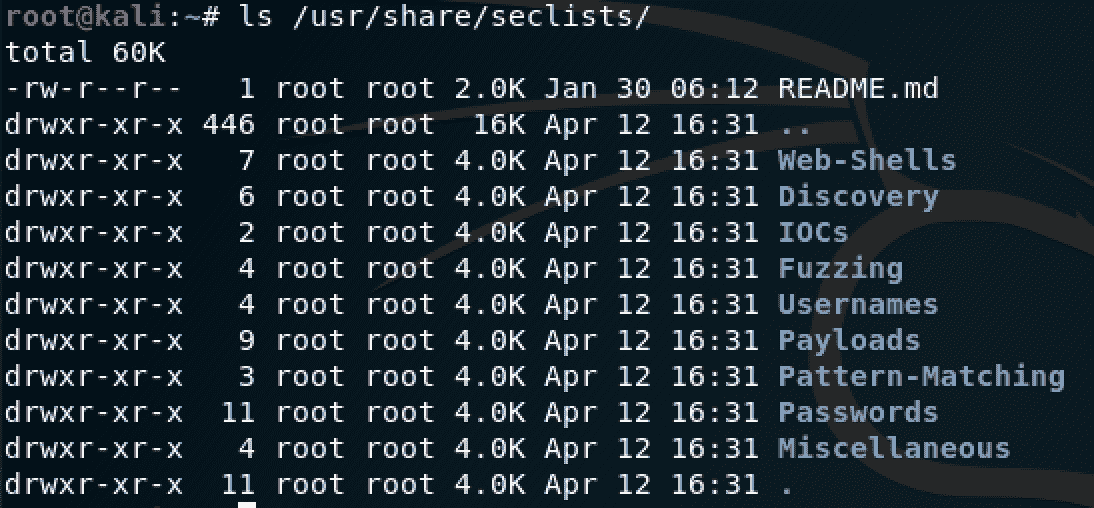 root@kali:~# ls /usr/share/seclists/
total 60K
-rw-r--r--   1 root root 2.0K Jan 30 06:12 README.md
drwxr-xr-x 446 root root  16K Apr 12 16:31 ..
drwxr-xr-x   7 root root 4.0K Apr 12 16:31 Web-Shells
drwxr-xr-x   6 root root 4.0K Apr 12 16:31 Discovery
drwxr-xr-x   2 root root 4.0K Apr 12 16:31 IOCs
drwxr-xr-x   4 root root 4.0K Apr 12 16:31 Fuzzing
drwxr-xr-x   4 root root 4.0K Apr 12 16:31 Usernames
drwxr-xr-x   9 root root 4.0K Apr 12 16:31 Payloads
drwxr-xr-x   3 root root 4.0K Apr 12 16:31 Pattern-Matching
drwxr-xr-x  11 root root 4.0K Apr 12 16:31 Passwords
drwxr-xr-x   4 root root 4.0K Apr 12 16:31 Miscellaneous
drwxr-xr-x  11 root root 4.0K Apr 12 16:31 .